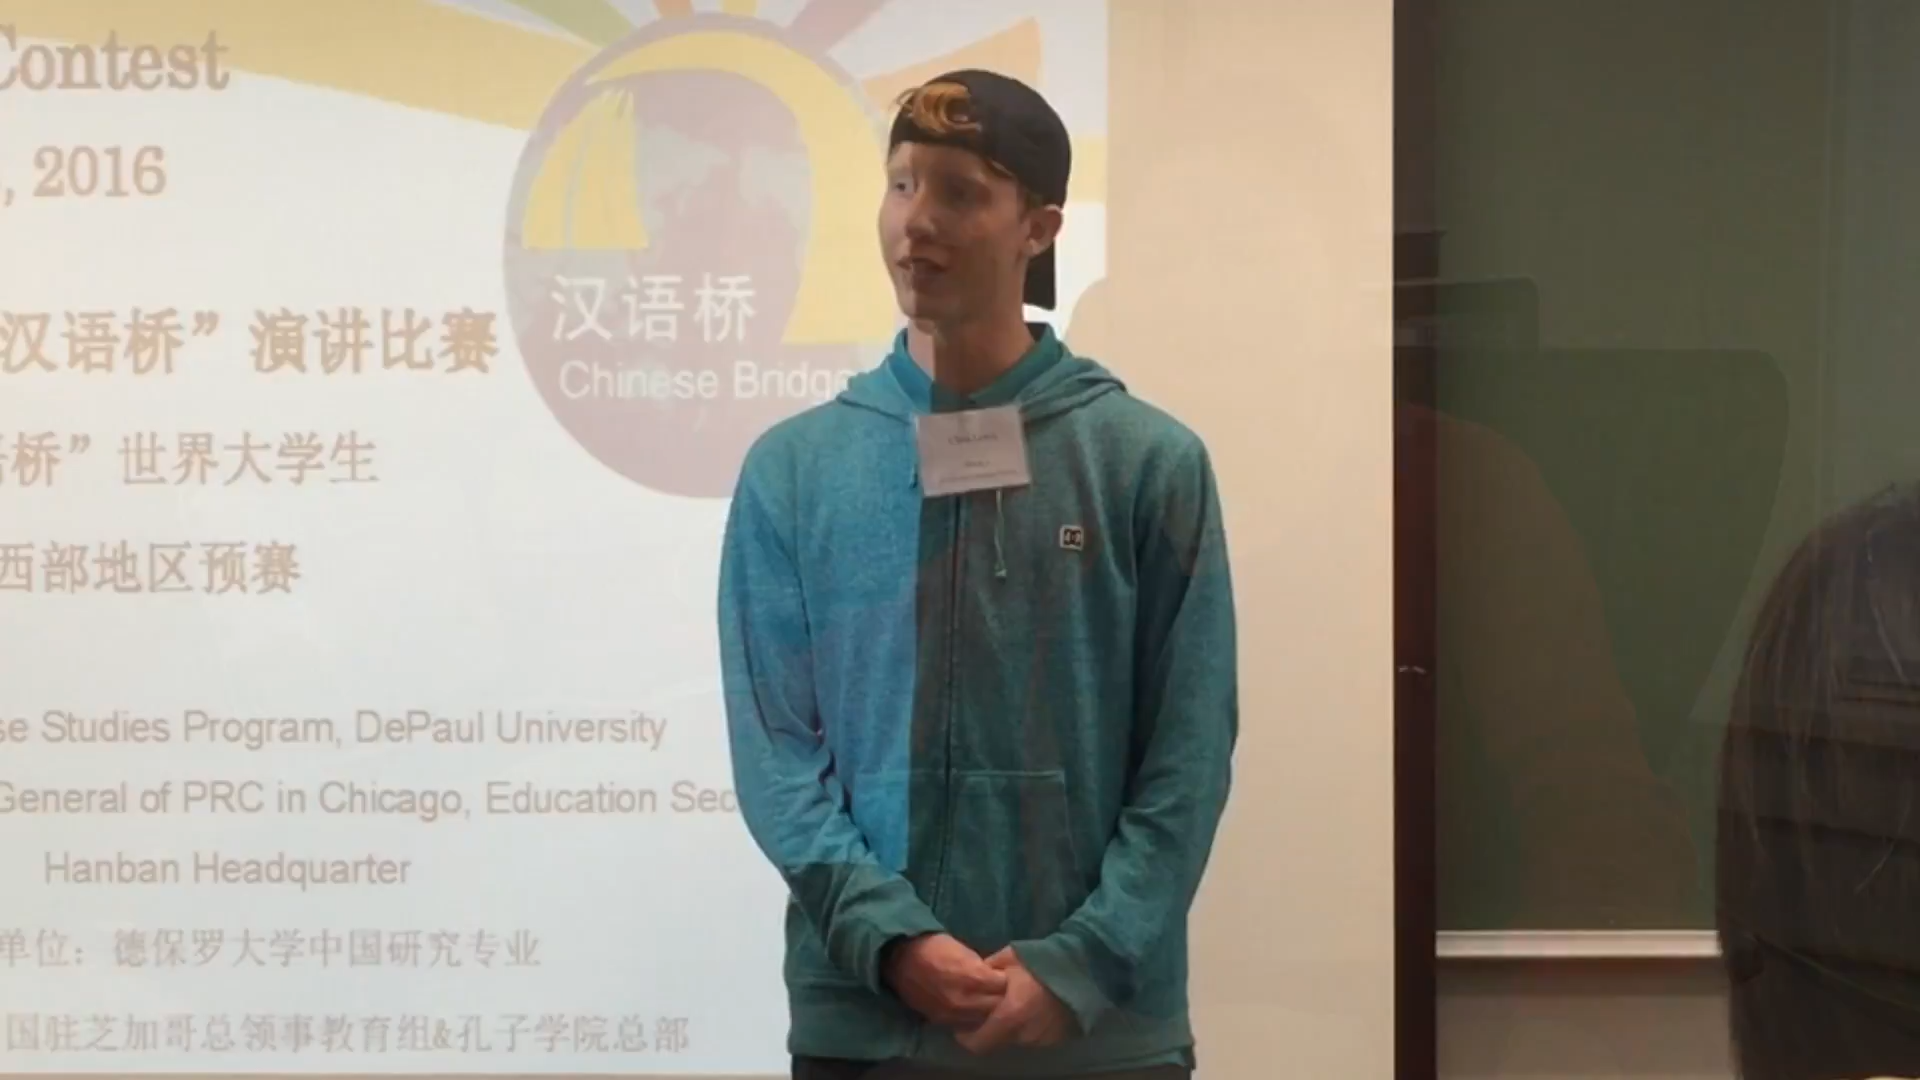 Contest
, 2016
汉语桥” 演讲比赛
语桥” 世界大学生
西部地区预赛
汉语桥
Chinese Bridge
se Studies Program, DePaul University
General of PRC in Chicago, Education Sec
Hanban Headquarter
单位：德保罗大学中国研究专业
国驻芝加哥总领事教育组&孔子学院总部